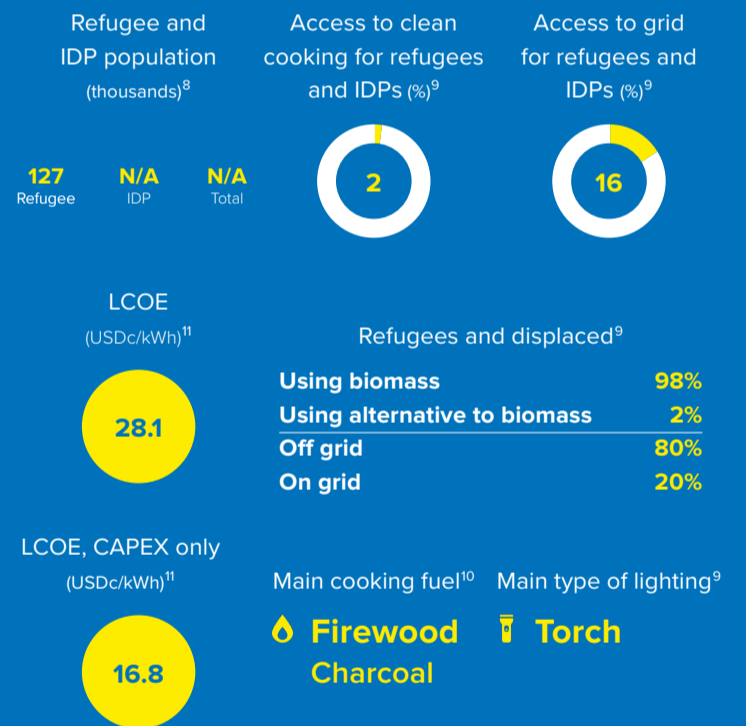 Refugee and
IDP population
(thousands)8
127
Refugee
N/A
IDP
N/A
Total
Access to clean
cooking for refugees
and IDPs (%)9
2
Access to grid
for refugees and
IDPs (%)9
16
LCOE
(USDc/kWh)11
28.1
Refugees and displaced9
Using biomass 98%
Using alternative to biomass 2%
Off grid 80%
On grid 20%
LCOE, CAPEX only
(USDc/kWh)11
16.8
Main cooking fuel10
Firewood
Charcoal
Main type of lighting9
Torch